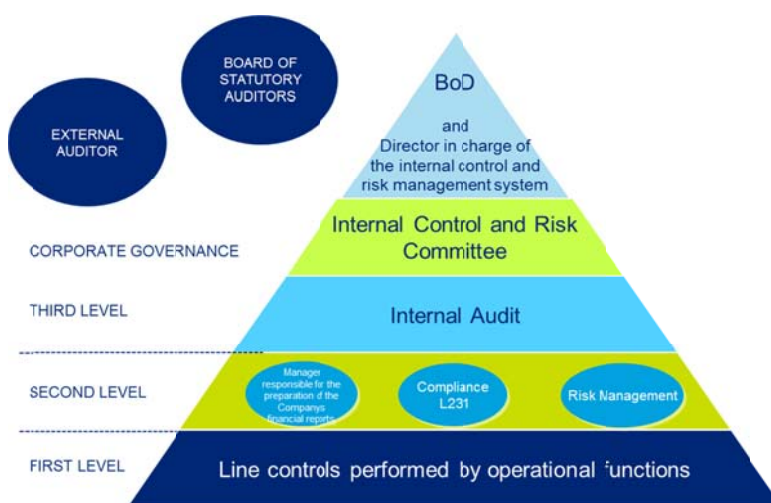 BOARD OF
STATUTORY
AUDITORS
EXTERNAL
AUDITOR
BoD
and
Director in charge of
the internal control and
risk management system
CORPORATE GOVERNANCE
Internal Control and Risk
Committee
THIRD LEVEL
Internal Audit
SECOND LEVEL
Manager
responsible for the
preparation of the
Companys
financial reports
Compliance
L231
Risk Management
FIRST LEVEL
Line controls performed by operational functions